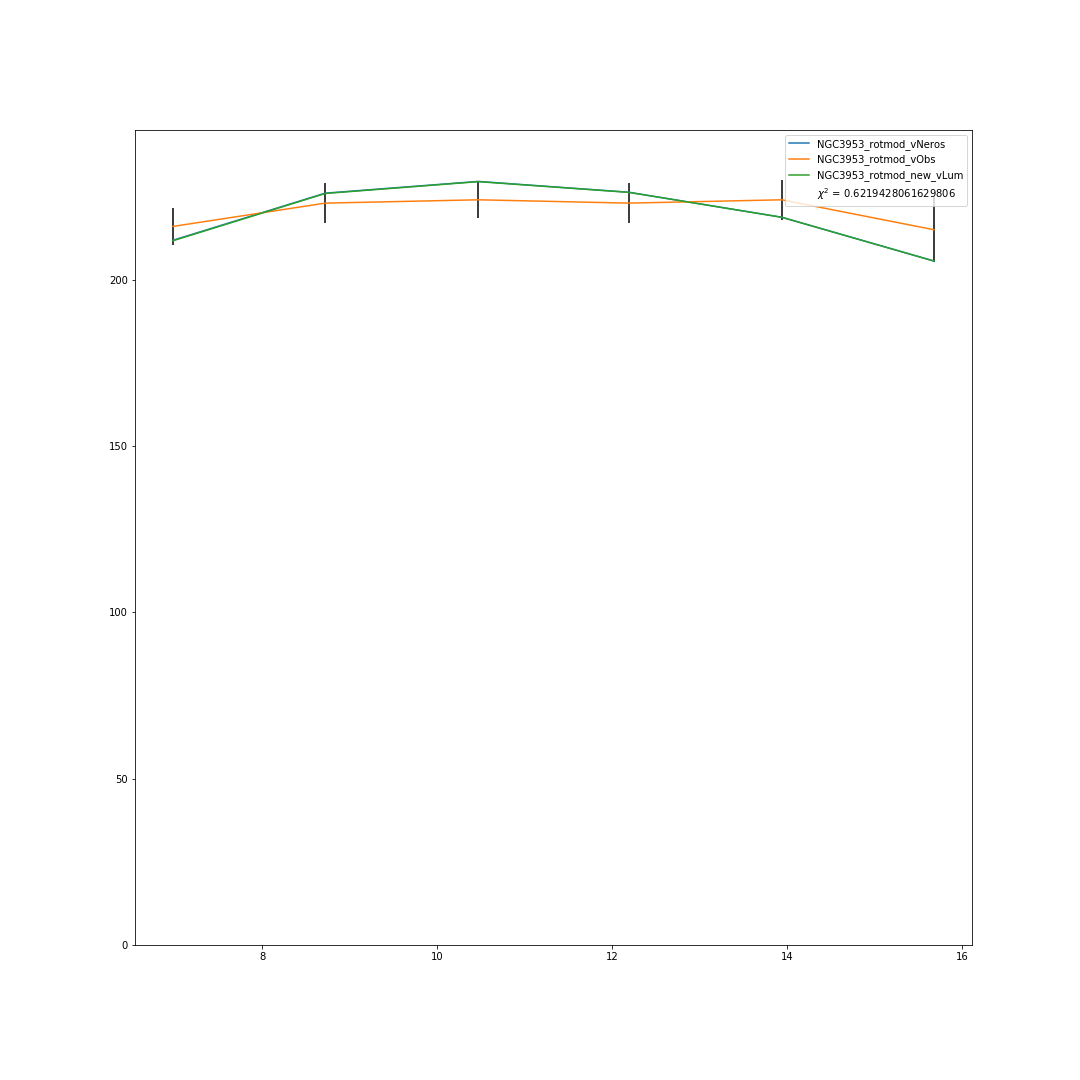 NGC3953_rotmod_vNeros
NGC3953_rotmod_vObs
NGC3953_rotmod_new_vLum
χ² = 0.6219428061629806
200
150
100
50
0
8 10 12 14 16